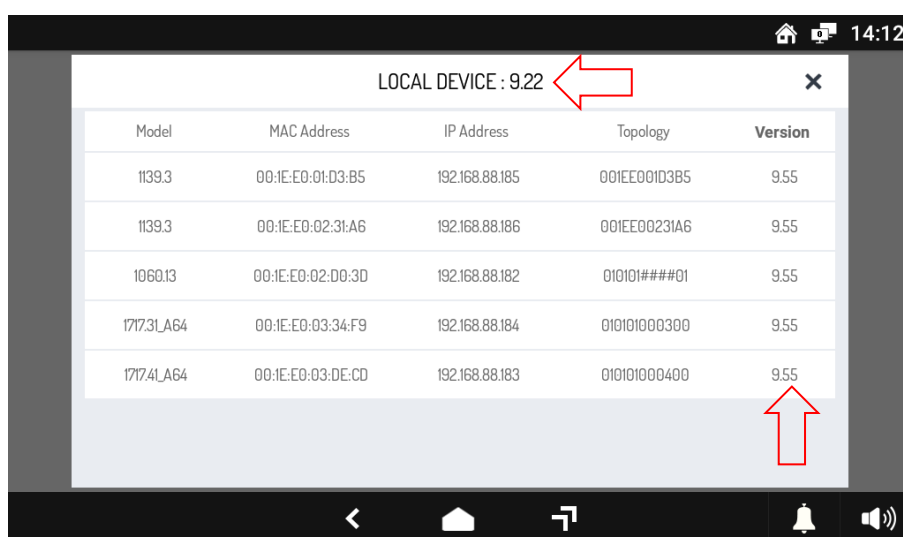 14:12
LOCAL DEVICE : 9.22
Model MAC Address IP Address Topology Version
1139.3 00:1E:E0:01:D3:B5 192.168.88.185 001EE001D3B5 9.55
1139.3 00:1E:E0:02:31:A6 192.168.88.186 001EE00231A6 9.55
1060.13 00:1E:E0:02:D0:3D 192.168.88.182 010101####01 9.55
1717.31_A64 00:1E:E0:03:34:F9 192.168.88.184 010101000300 9.55
1717.41_A64 00:1E:E0:03:DE:CD 192.168.88.183 010101000400 9.55